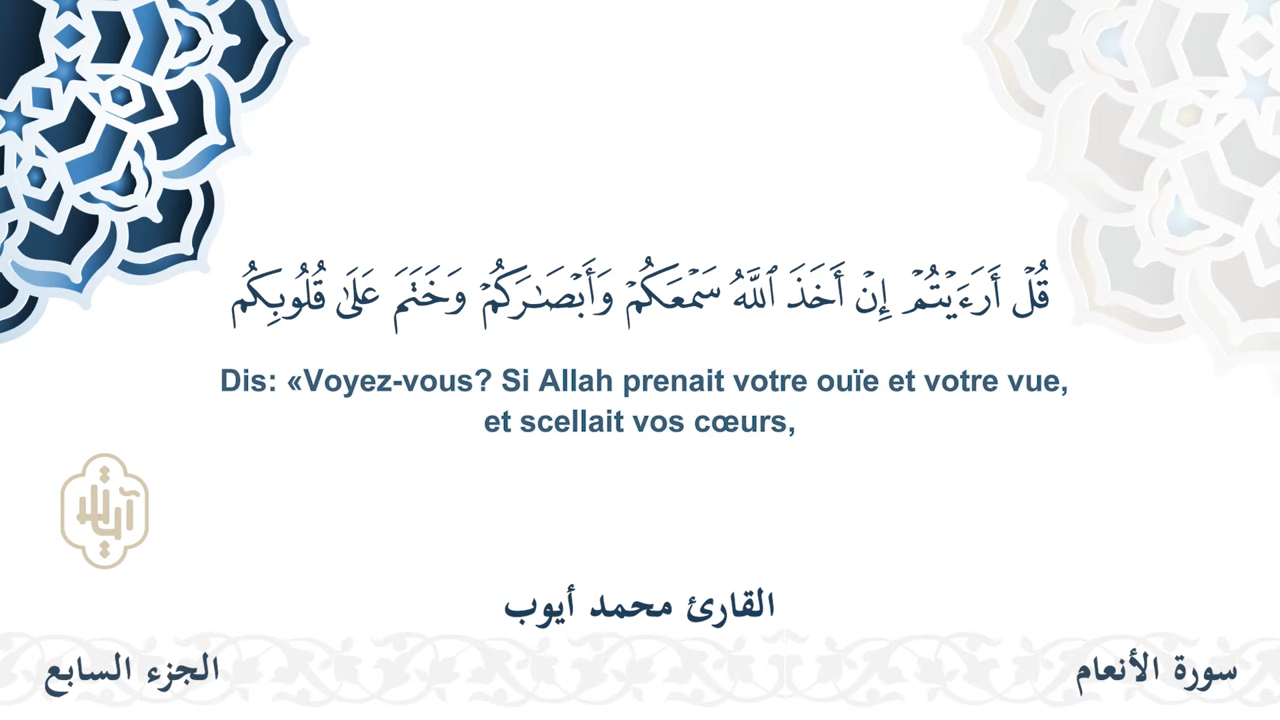 قُلْ أَرَءَيْتُمْ إِنْ أَخَذَ ٱللَّهُ سَمْعَكُمْ وَأَبْصَـٰرَكُمْ وَخَتَمَ عَلَىٰ قُلُوبِكُم
Dis: «Voyez-vous? Si Allah prenait votre ouïe et votre vue,
et scellait vos cœurs,
القارئ محمد أيوب
سورة الأنعام
الجزء السابع